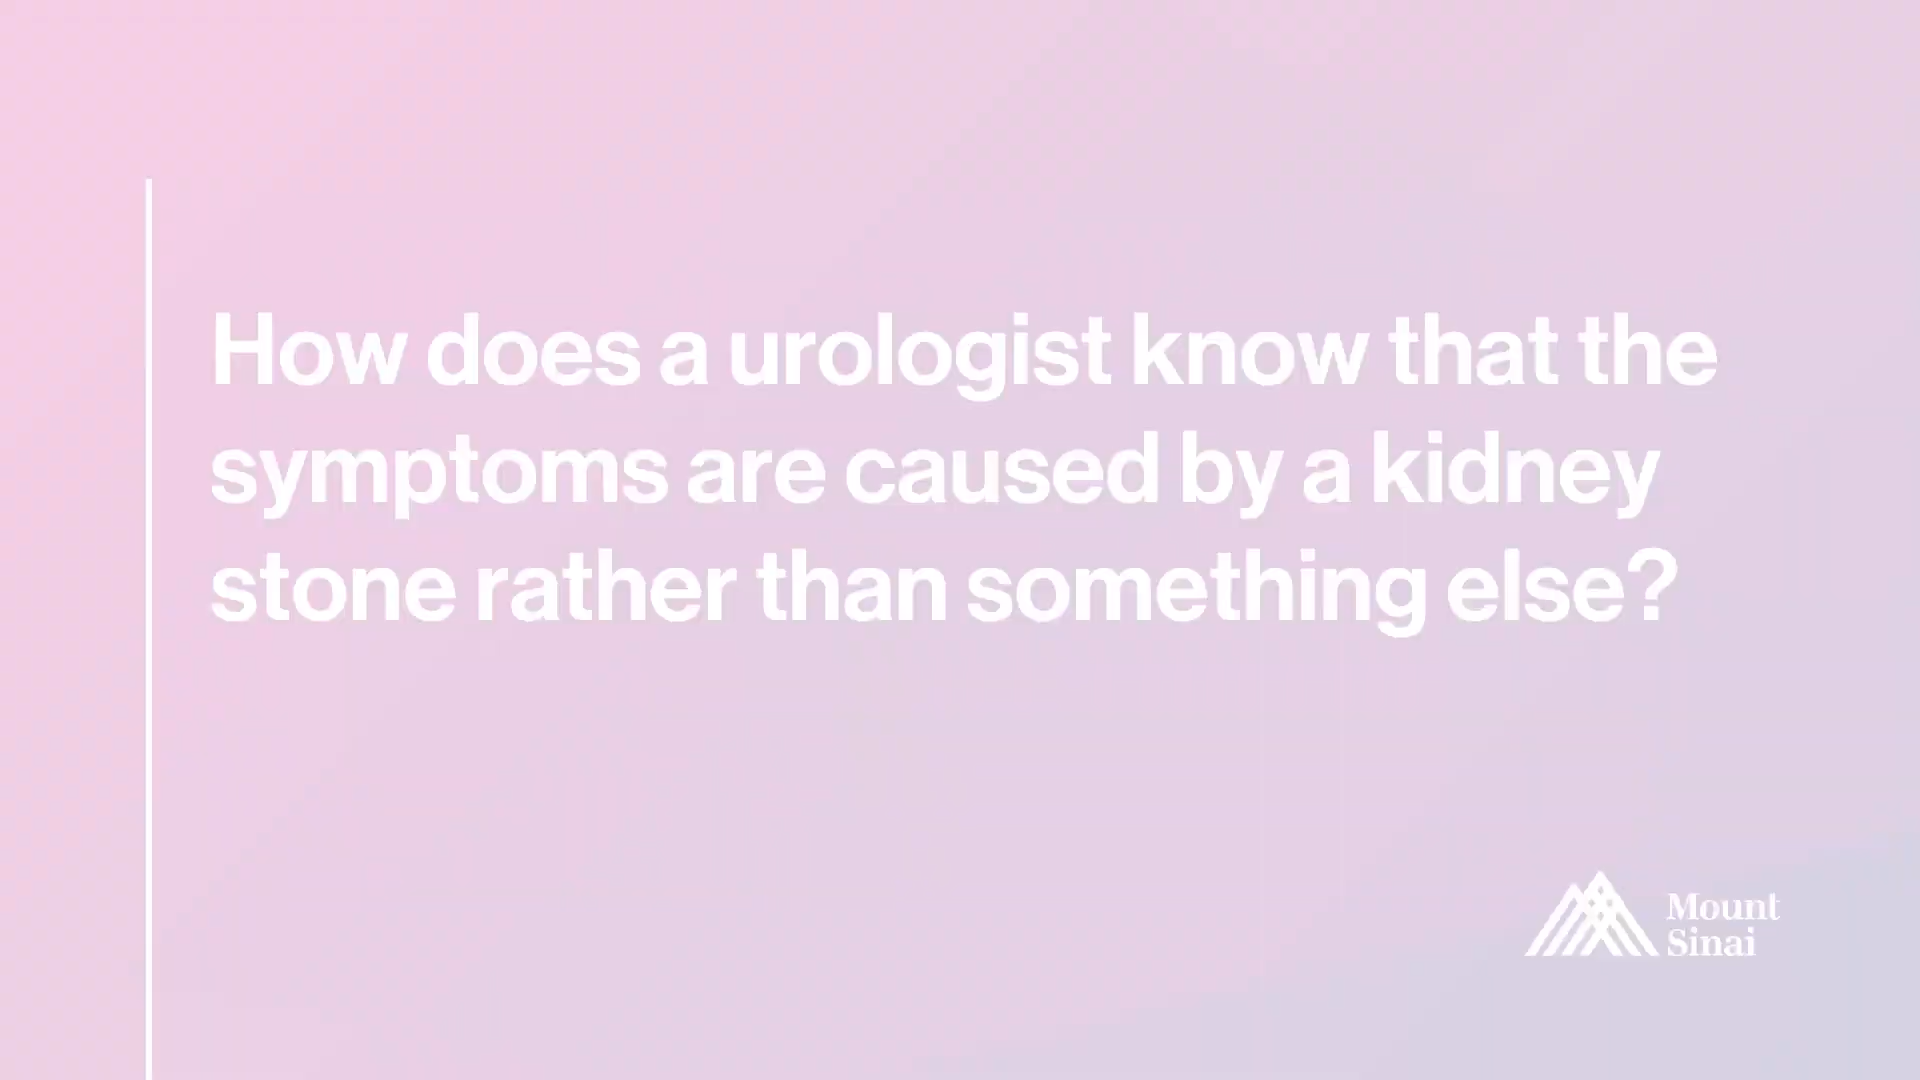 How does a urologist know that the
symptoms are caused by a kidney
stone rather than something else?
Mount
Sinai